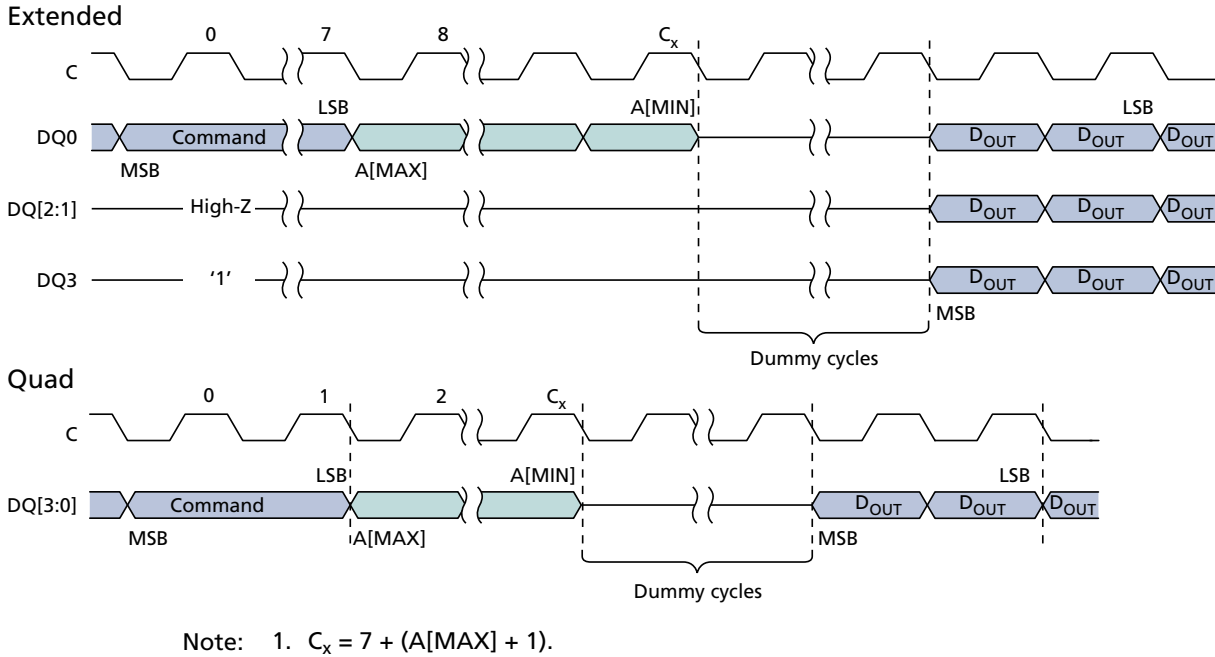 Extended
0 7 8 Cx
C
LSB A[MIN] LSB
DQ0 Command DOUT DOUT DOUT
MSB A[MAX]
DQ[2:1] High-Z DOUT DOUT DOUT
DQ3 '1' DOUT DOUT DOUT
MSB
Dummy cycles
Quad
0 1 2 Cx
C
LSB A[MIN] LSB
DQ[3:0] Command DOUT DOUT DOUT
MSB A[MAX] MSB
Dummy cycles
Note: 1. Cx = 7 + (A[MAX] + 1).